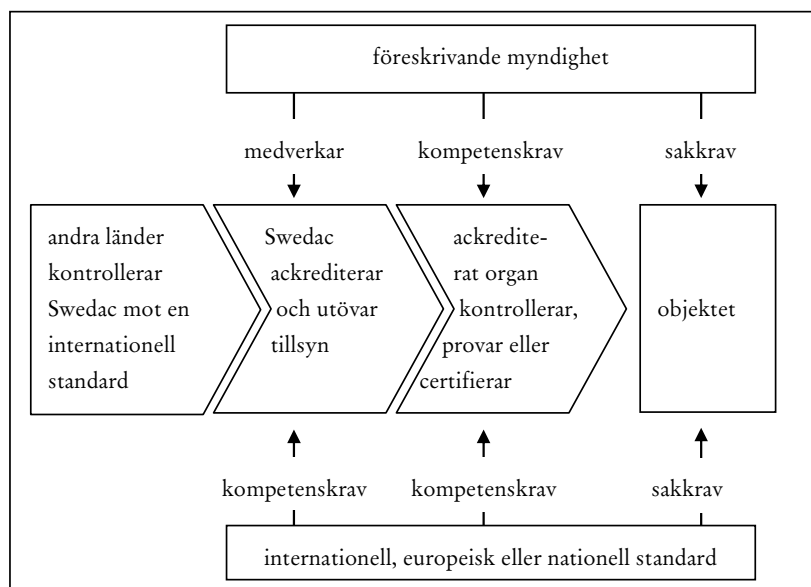 föreskrivande myndighet
medverkar
kompetenskrav
sakkrav
andra länder
kontrollerar
Swedac mot en
internationell
standard
Swedac
ackrediterar
och utövar
tillsyn
ackredite-
rat organ
kontrollerar,
provar eller
certifierar
objektet
kompetenskrav
kompetenskrav
sakkrav
internationell, europeisk eller nationell standard